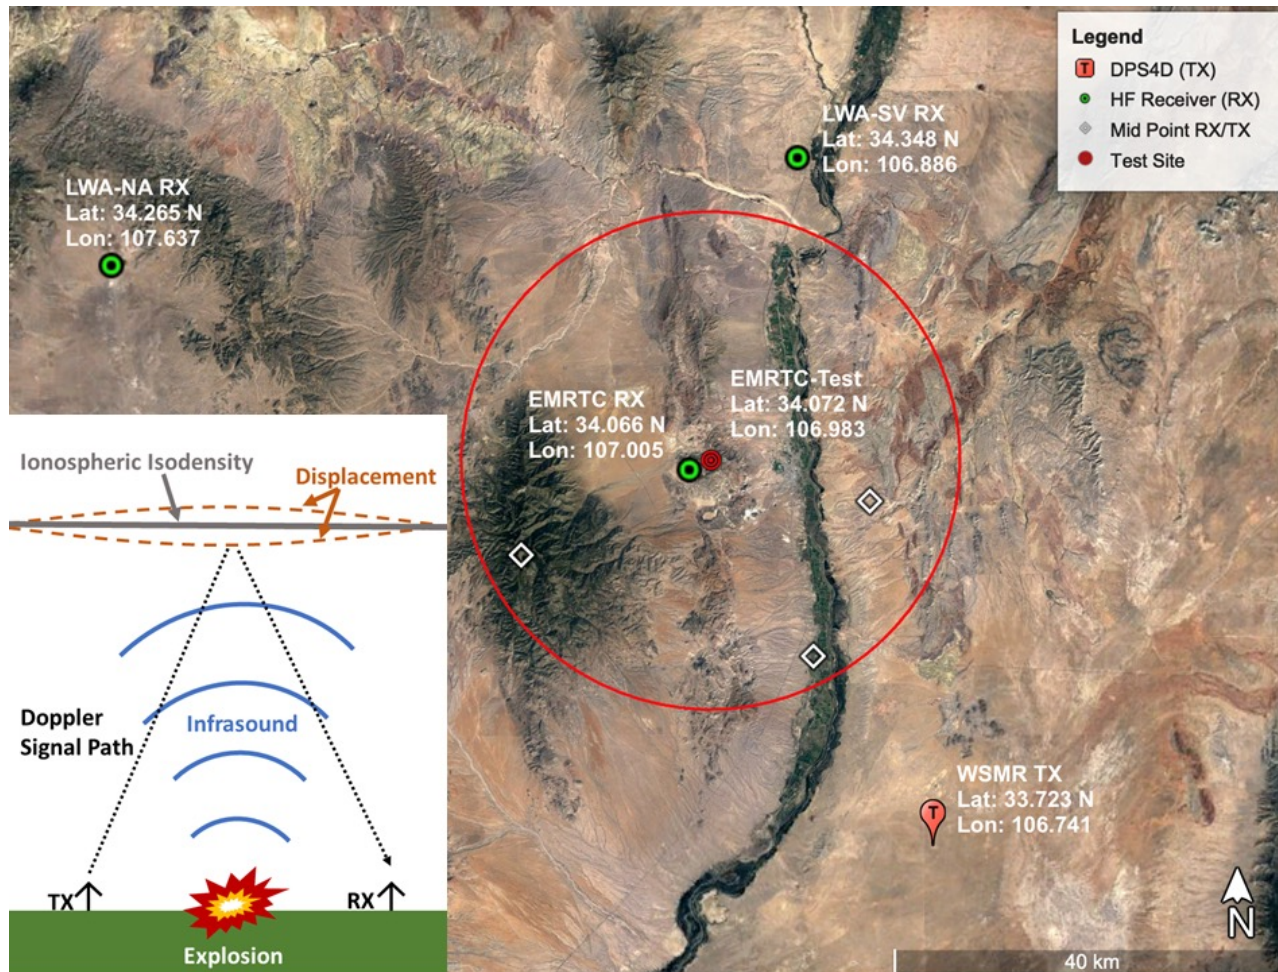 Legend
T DPS4D (TX)
HF Receiver (RX)
Mid Point RX/TX
Test Site
LWA-SV RX
Lat: 34.348 N
Lon: 106.886
LWA-NA RX
Lat: 34.265 N
Lon: 107.637
EMRTC-Test
Lat: 34.072 N
Lon: 106.983
EMRTC RX
Lat: 34.066 N
Lon: 107.005
Ionospheric Isodensity
Displacement
Doppler
Signal Path
Infrasound
TX
RX
Explosion
WSMR TX
Lat: 33.723 N
Lon: 106.741
T
N
40 km